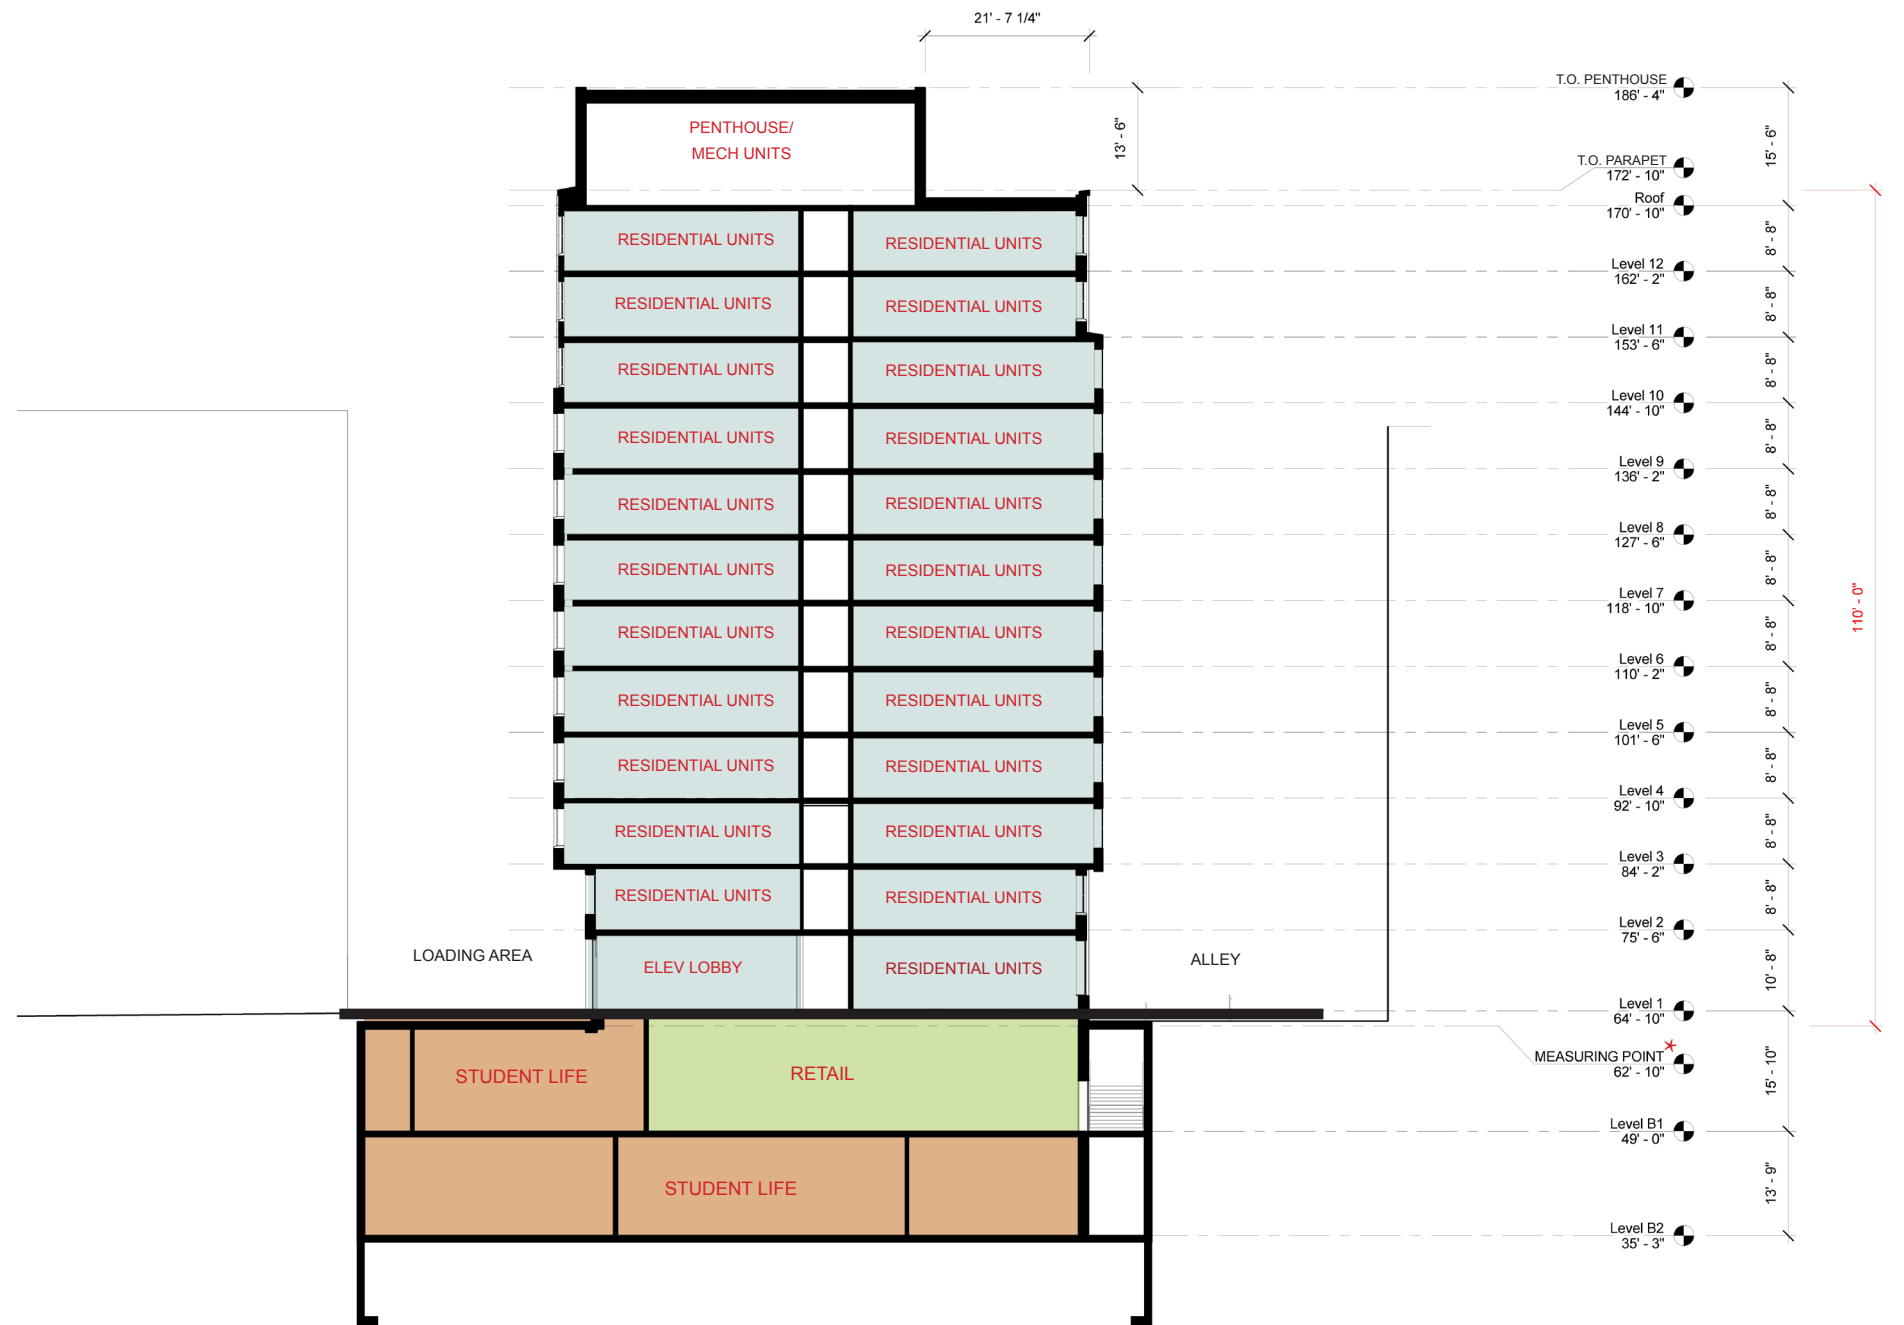 21' - 7 1/4"
T.O. PENTHOUSE
186' - 4"
13' - 6"
15' - 6"
PENTHOUSE/
MECH UNITS
T.O. PARAPET
172' - 10"
Roof
170' - 10"
RESIDENTIAL UNITS
RESIDENTIAL UNITS
8' - 8"
Level 12
162' - 2"
RESIDENTIAL UNITS
RESIDENTIAL UNITS
8' - 8"
Level 11
153' - 6"
RESIDENTIAL UNITS
RESIDENTIAL UNITS
8' - 8"
Level 10
144' - 10"
RESIDENTIAL UNITS
RESIDENTIAL UNITS
8' - 8"
Level 9
136' - 2"
RESIDENTIAL UNITS
RESIDENTIAL UNITS
8' - 8"
Level 8
127' - 6"
RESIDENTIAL UNITS
RESIDENTIAL UNITS
8' - 8"
Level 7
118' - 10"
110' - 0"
RESIDENTIAL UNITS
RESIDENTIAL UNITS
8' - 8"
Level 6
110' - 2"
RESIDENTIAL UNITS
RESIDENTIAL UNITS
8' - 8"
Level 5
101' - 6"
RESIDENTIAL UNITS
RESIDENTIAL UNITS
8' - 8"
Level 4
92' - 10"
RESIDENTIAL UNITS
RESIDENTIAL UNITS
8' - 8"
Level 3
84' - 2"
RESIDENTIAL UNITS
RESIDENTIAL UNITS
8' - 8"
Level 2
75' - 6"
LOADING AREA
ELEV LOBBY
RESIDENTIAL UNITS
ALLEY
10' - 8"
Level 1
64' - 10"
MEASURING POINT*
62' - 10"
STUDENT LIFE
RETAIL
15' - 10"
Level B1
49' - 0"
STUDENT LIFE
13' - 9"
Level B2
35' - 3"